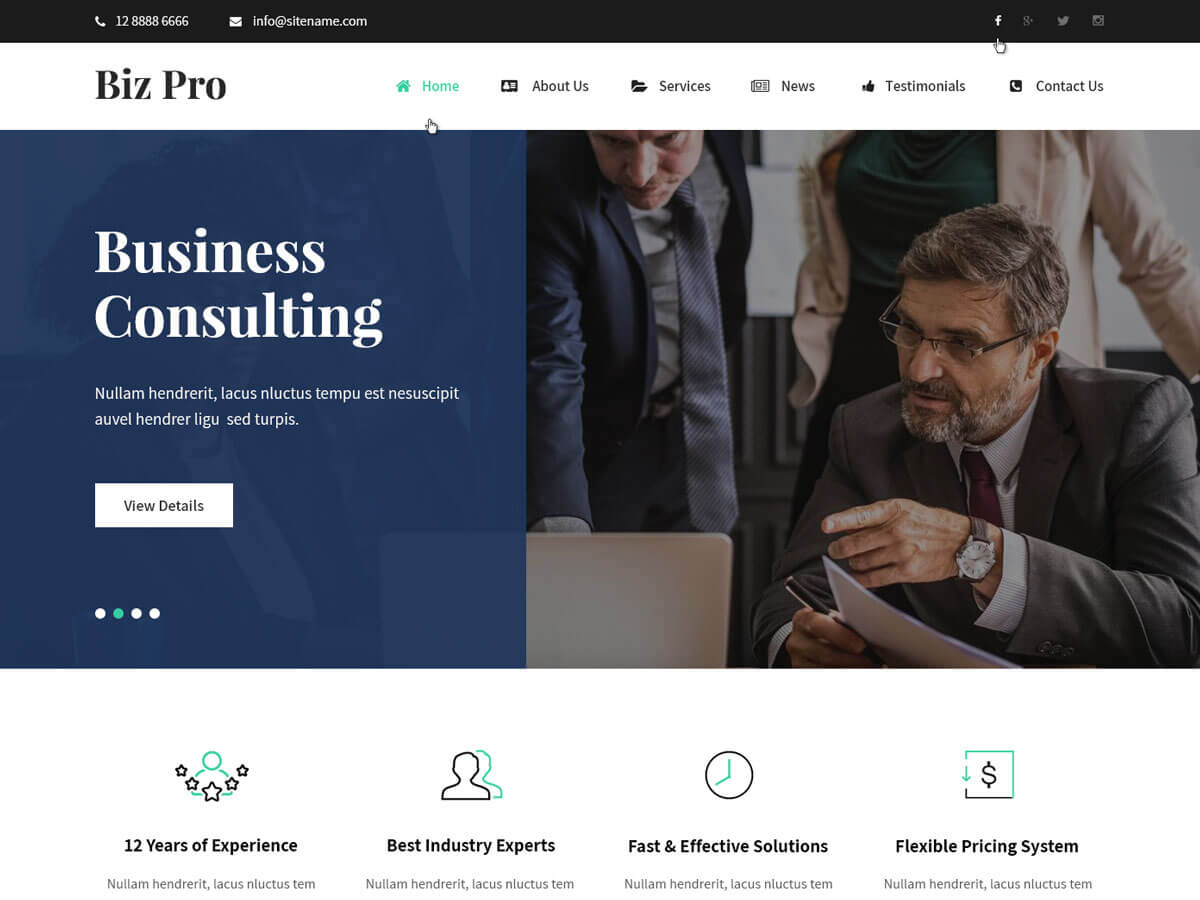 12 8888 6666 info@sitename.com
Biz Pro
Home About Us Services News Testimonials Contact Us
Business
Consulting
Nullam hendrerit, lacus nluctus tempu est nesuscipit
auvel hendrer ligu  sed turpis.
View Details
12 Years of Experience
Nullam hendrerit, lacus nluctus tem
Best Industry Experts
Nullam hendrerit, lacus nluctus tem
Fast & Effective Solutions
Nullam hendrerit, lacus nluctus tem
Flexible Pricing System
Nullam hendrerit, lacus nluctus tem